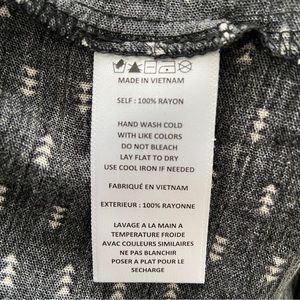 MADE IN VIETNAM
SELF : 100% RAYON
HAND WASH COLD
WITH LIKE COLORS
DO NOT BLEACH
LAY FLAT TO DRY
USE COOL IRON IF NEEDED
FABRIQUÉ EN VIETNAM
EXTERIEUR : 100% RAYONNE
LAVAGE A LA MAIN A
TEMPERATURE FROIDE
AVEC COULEURS SIMILAIRES
NE PAS BLANCHIR
POSER A PLAT POUR LE
SECHARGE